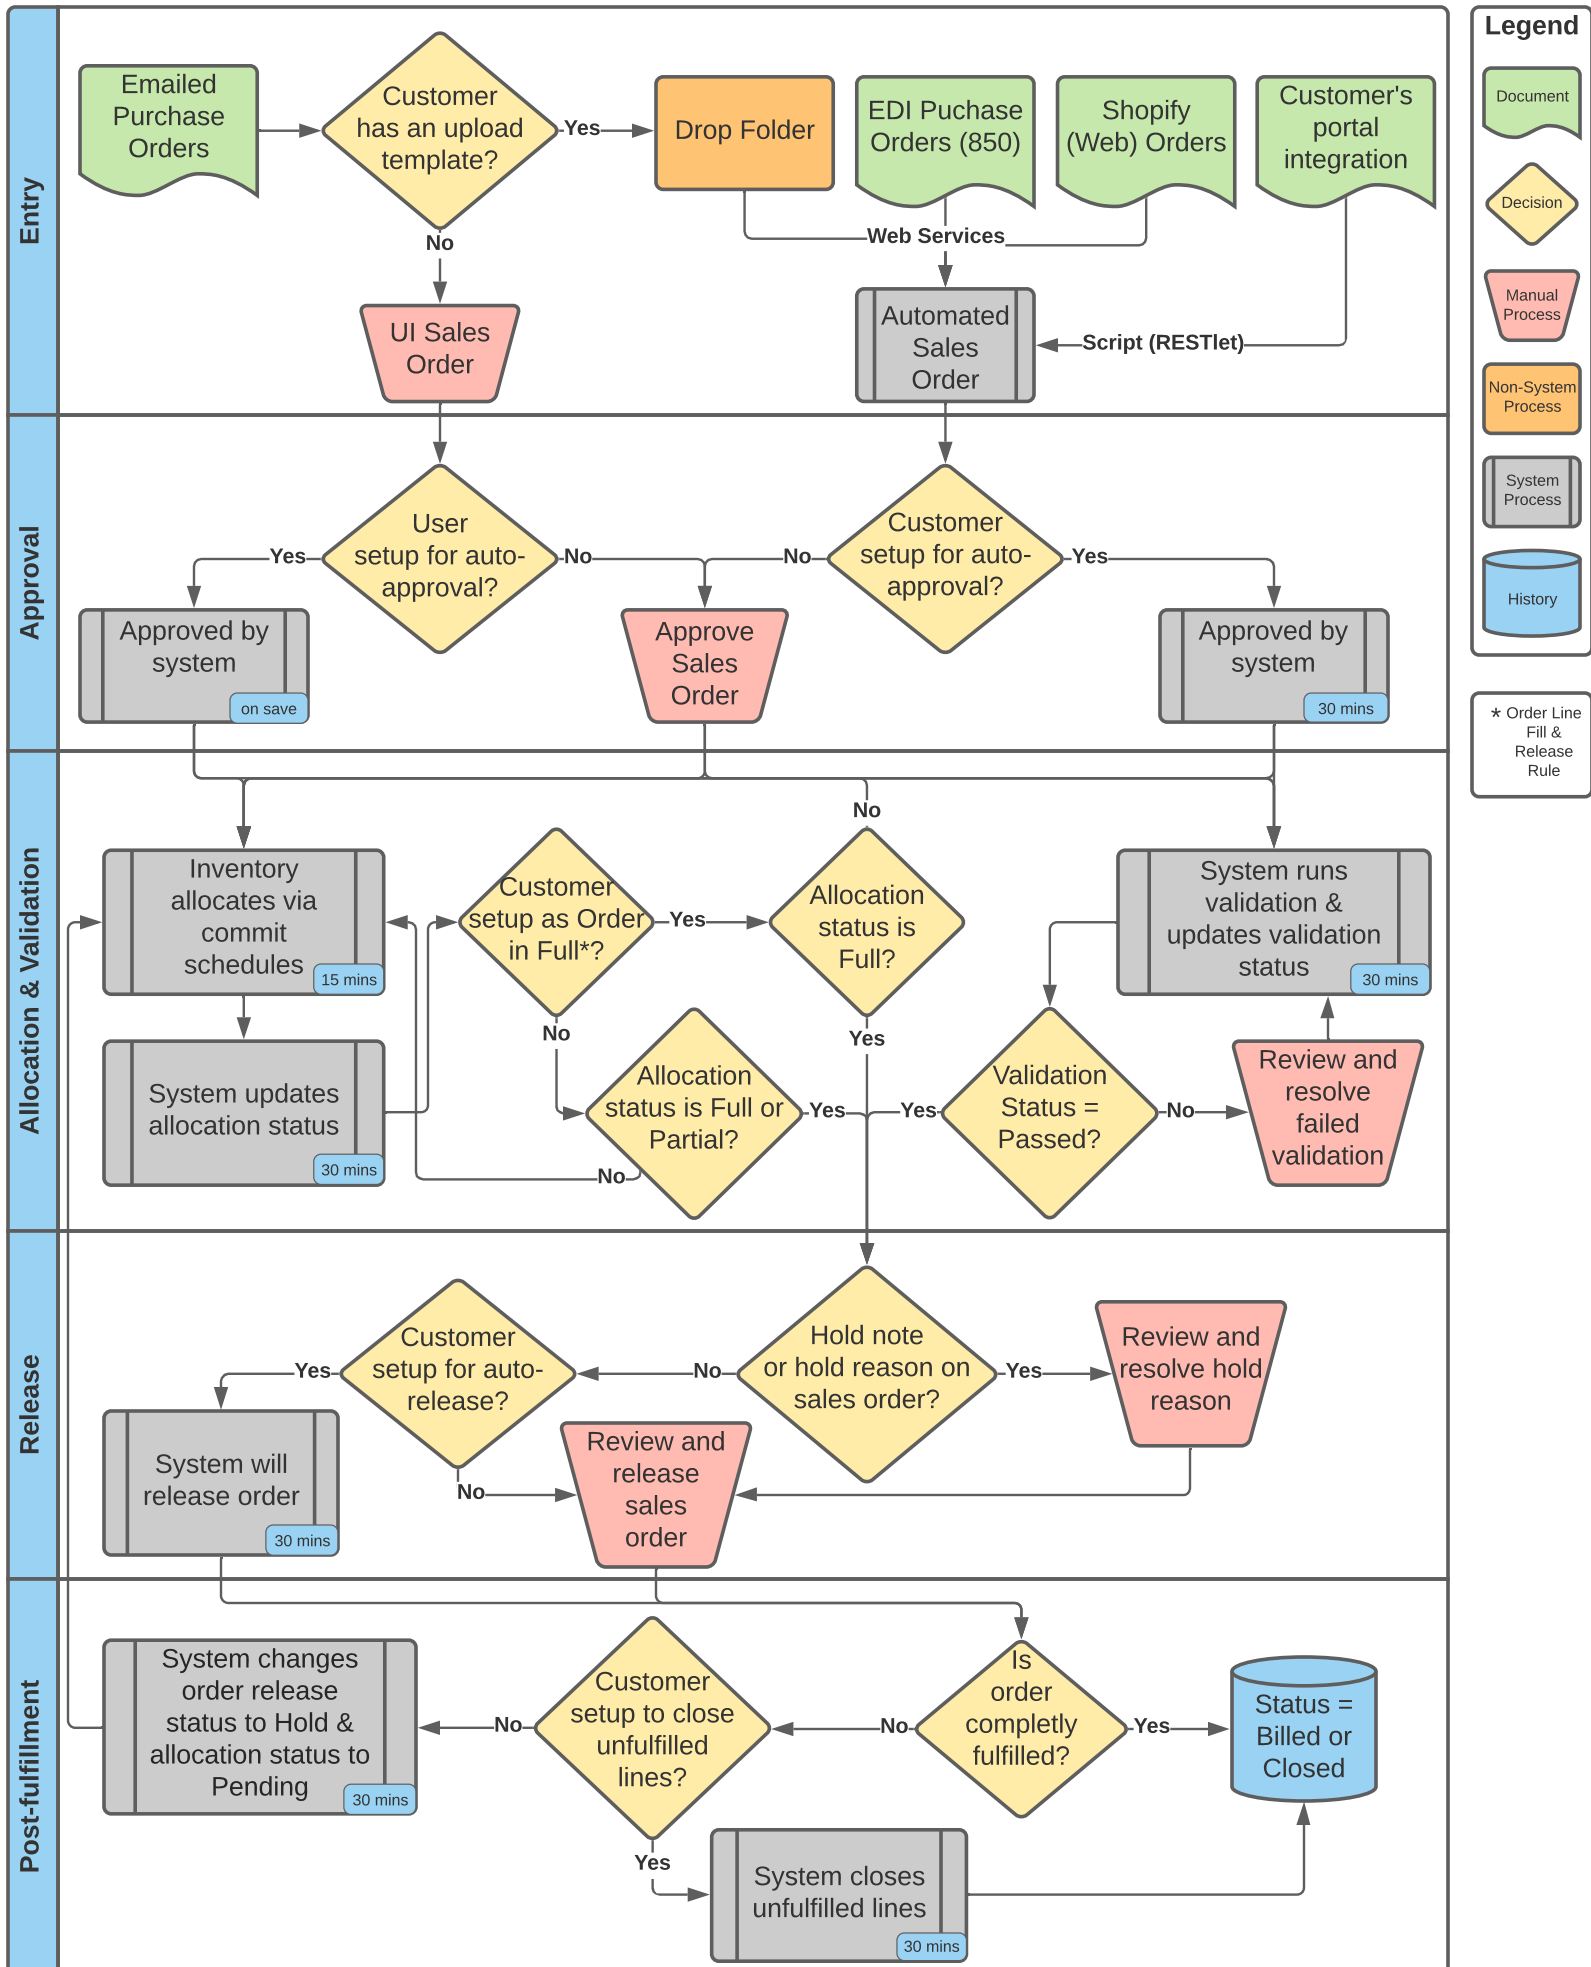 Legend
Emailed
Purchase
Orders
Customer
has an upload
template?
Yes
Drop Folder
EDI Puchase
Orders (850)
Shopify
(Web) Orders
Customer's
portal
integration
Document
Decision
Entry
No
Web Services
UI Sales
Order
Automated
Sales
Order
Script (RESTlet)
Manual
Process
Non-System
Process
System
Process
History
* Order Line
Fill &
Release
Rule
Approval
User
setup for auto-
approval?
Yes
No
Customer
setup for auto-
approval?
No
Yes
Approved by
system
on save
Approve
Sales
Order
Approved by
system
30 mins
Allocation & Validation
No
Inventory
allocates via
commit
schedules
15 mins
Customer
setup as Order
in Full*?
Yes
Allocation
status is
Full?
System runs
validation &
updates validation
status
30 mins
No
Yes
System updates
allocation status
30 mins
Allocation
status is Full or
Partial?
Yes
No
Yes
Validation
Status =
Passed?
No
Review and
resolve
failed
validation
Release
Customer
setup for auto-
release?
Yes
No
No
Hold note
or hold reason on
sales order?
Yes
Review and
resolve hold
reason
System will
release order
30 mins
Review and
release
sales
order
Post-fulfillment
System changes
order release
status to Hold &
allocation status to
Pending
30 mins
No
Customer
setup to close
unfulfilled
lines?
No
Is
order
completly
fulfilled?
Yes
Status =
Billed or
Closed
Yes
System closes
unfulfilled lines
30 mins